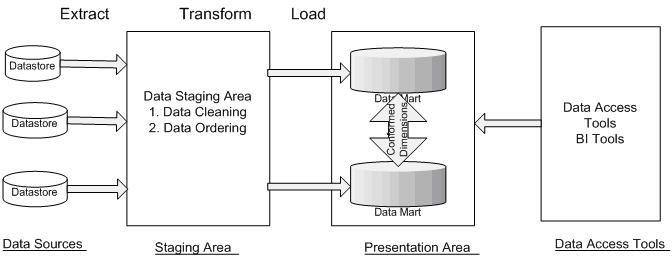 Extract
Transform
Load
Datastore
Datastore
Datastore
Data Staging Area
1. Data Cleaning
2. Data Ordering
Data Mart
Conformed
Dimensions
Data Mart
Data Access
Tools
BI Tools
Data Sources
Staging Area
Presentation Area
Data Access Tools